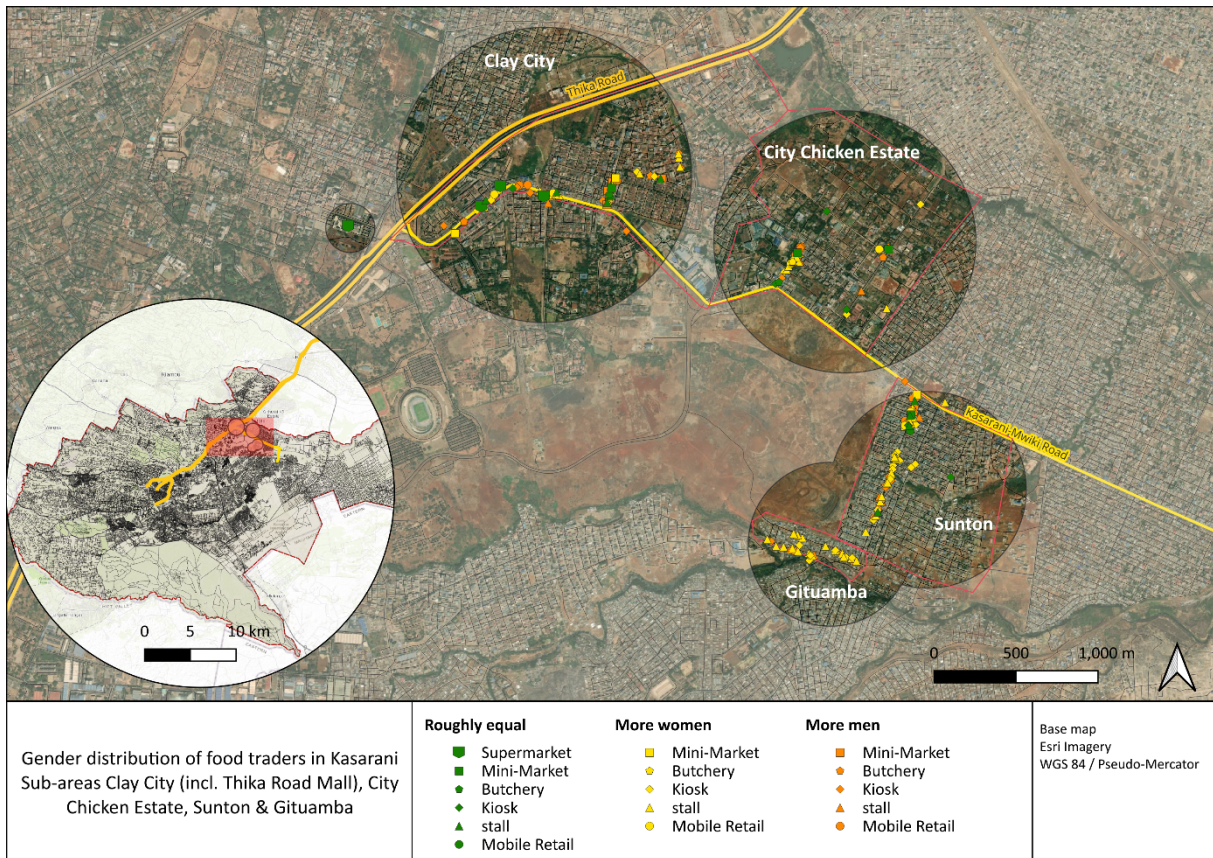 Clay City
Thika Road
City Chicken Estate
Kasarani-Mwiki Road
Sunton
Gituamba
0 5 10 km
0 500 1,000 m
Gender distribution of food traders in Kasarani
Sub-areas Clay City (incl. Thika Road Mall), City
Chicken Estate, Sunton & Gituamba
Roughly equal
Supermarket
Mini-Market
Butchery
Kiosk
stall
Mobile Retail
More women
Mini-Market
Butchery
Kiosk
stall
Mobile Retail
More men
Mini-Market
Butchery
Kiosk
stall
Mobile Retail
Base map
Esri Imagery
WGS 84 / Pseudo-Mercator